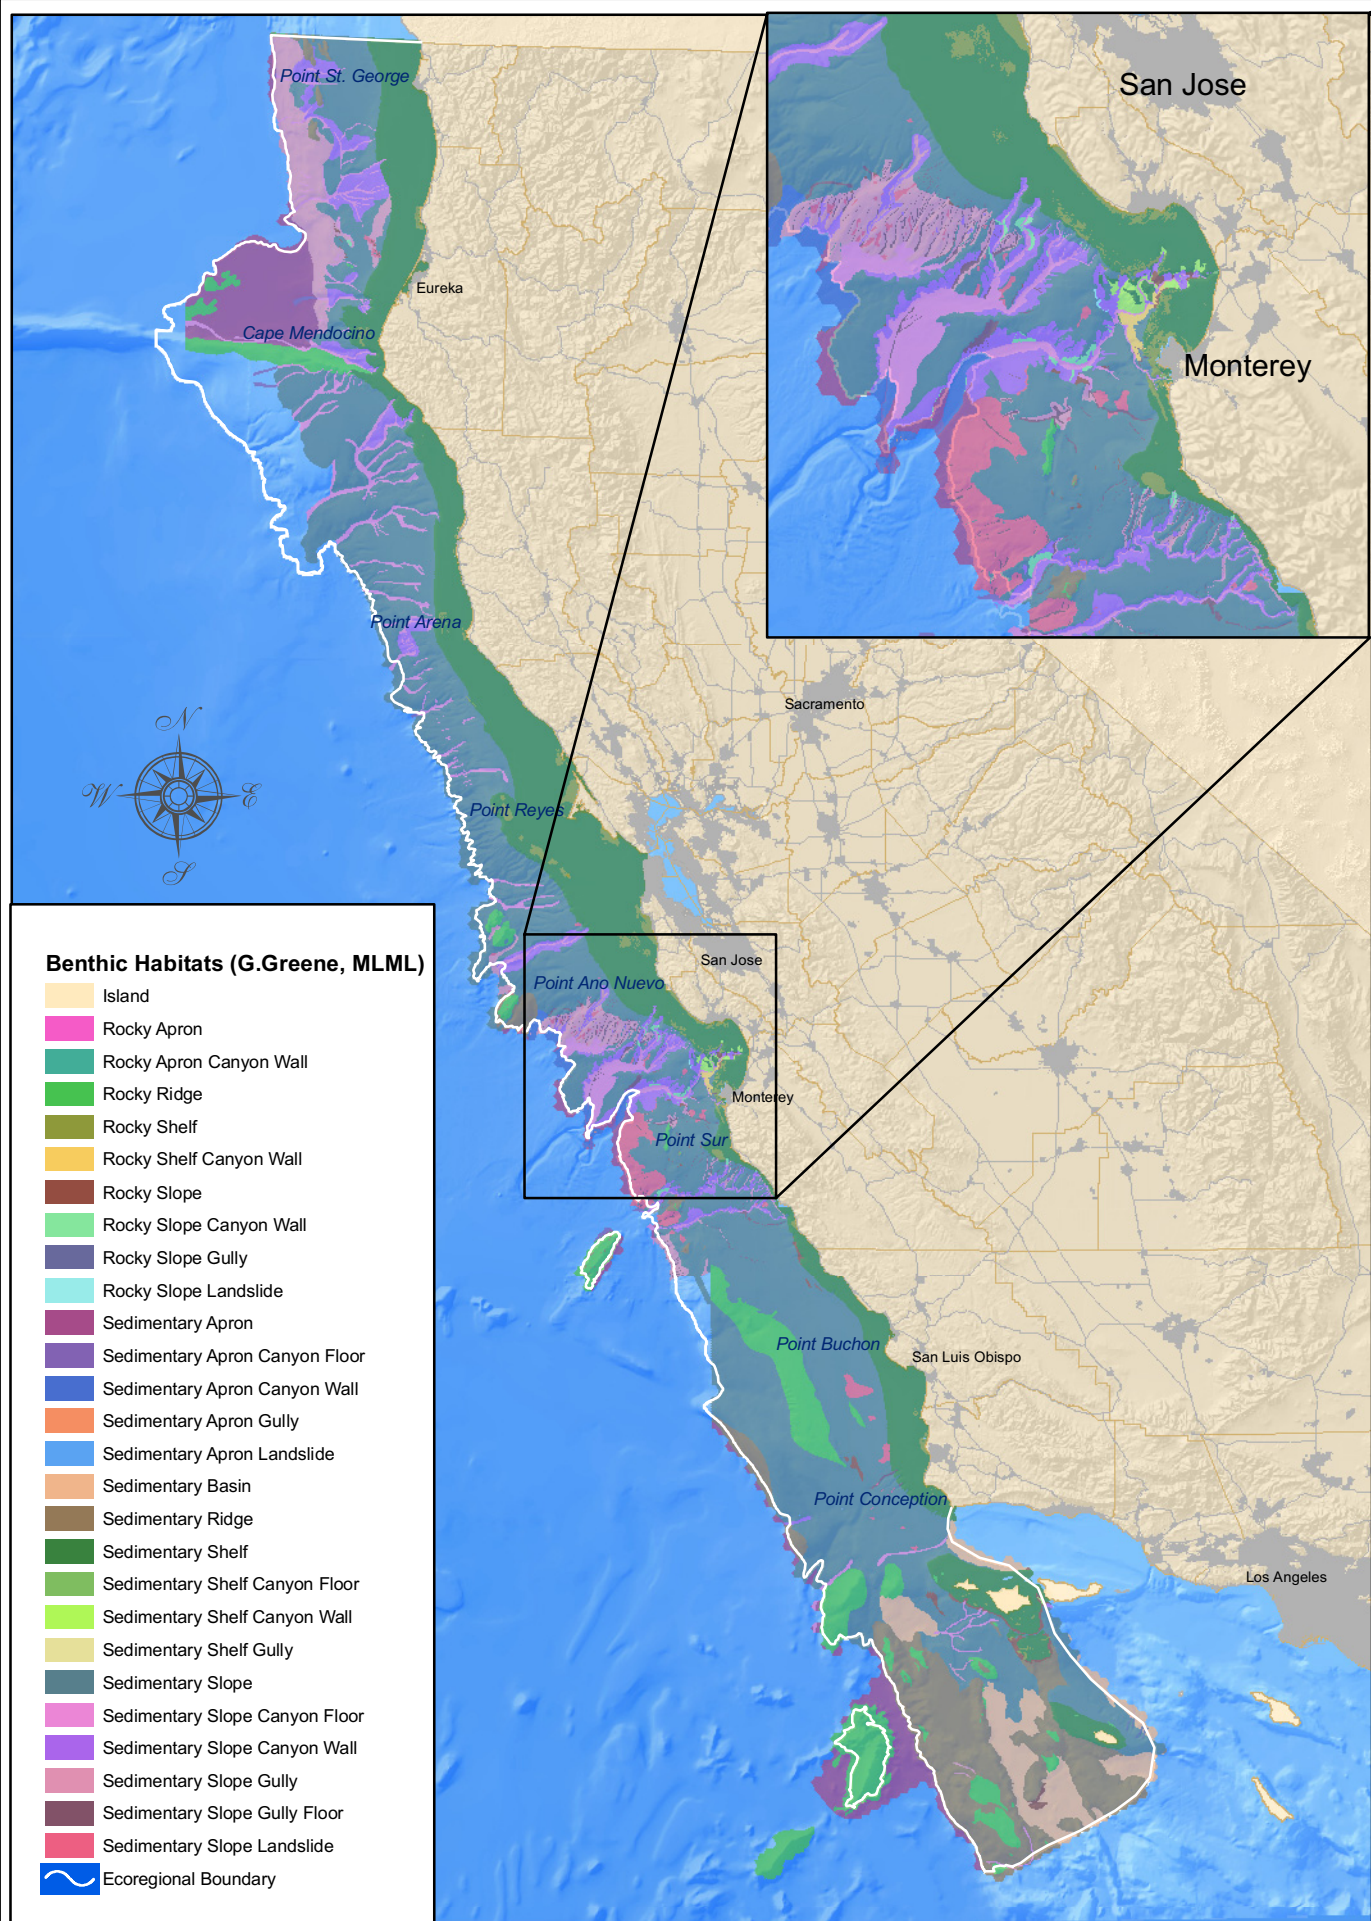 San Jose
Monterey
Point St. George
Eureka
Cape Mendocino
Point Arena
Sacramento
N
W
E
S
Point Reyes
San Jose
Point Ano Nuevo
Monterey
Point Sur
Point Buchon
San Luis Obispo
Point Conception
Los Angeles
Benthic Habitats (G.Greene, MLML)
Island
Rocky Apron
Rocky Apron Canyon Wall
Rocky Ridge
Rocky Shelf
Rocky Shelf Canyon Wall
Rocky Slope
Rocky Slope Canyon Wall
Rocky Slope Gully
Rocky Slope Landslide
Sedimentary Apron
Sedimentary Apron Canyon Floor
Sedimentary Apron Canyon Wall
Sedimentary Apron Gully
Sedimentary Apron Landslide
Sedimentary Basin
Sedimentary Ridge
Sedimentary Shelf
Sedimentary Shelf Canyon Floor
Sedimentary Shelf Canyon Wall
Sedimentary Shelf Gully
Sedimentary Slope
Sedimentary Slope Canyon Floor
Sedimentary Slope Canyon Wall
Sedimentary Slope Gully
Sedimentary Slope Gully Floor
Sedimentary Slope Landslide
Ecoregional Boundary